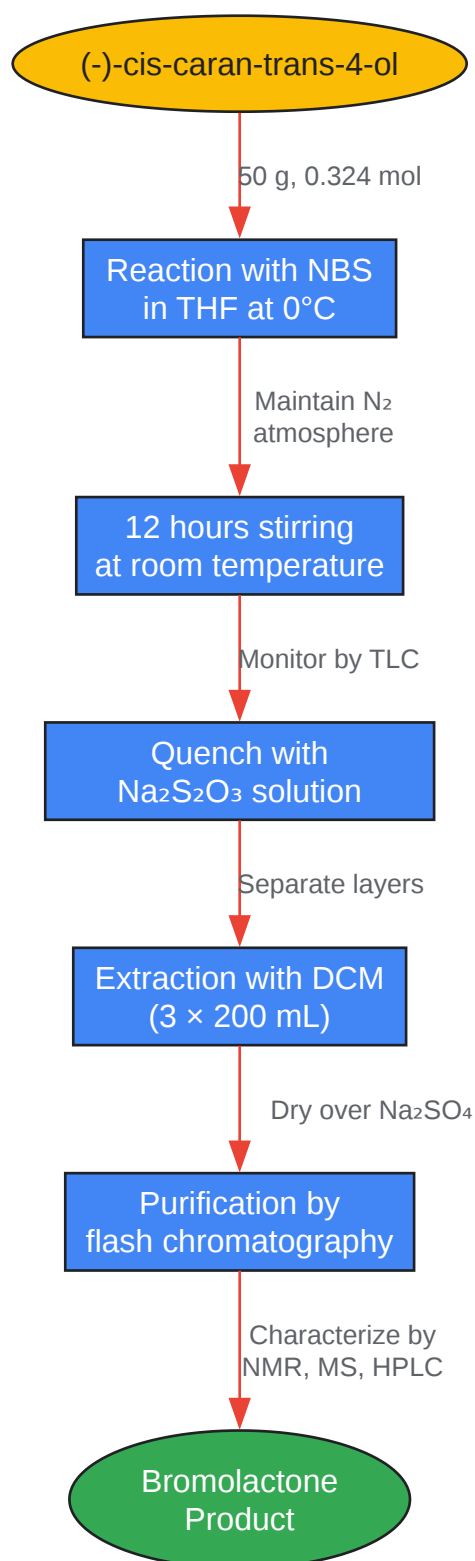 (-)-cis-caran-trans-4-ol
50 g, 0.324 mol
Reaction with NBS
in THF at 0°C
Maintain N₂
atmosphere
12 hours stirring
at room temperature
Monitor by TLC
Quench with
Na₂S₂O₃ solution
Separate layers
Extraction with DCM
(3 × 200 mL)
Dry over Na₂SO₄
Purification by
flash chromatography
Characterize by
NMR, MS, HPLC
Bromolactone
Product